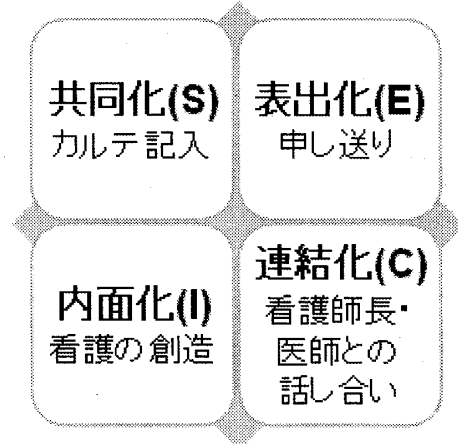 共同化(S)
カルテ記入
表出化(E)
申し送り
内面化(I)
看護の創造
連結化(C)
看護師長・
医師との
話し合い